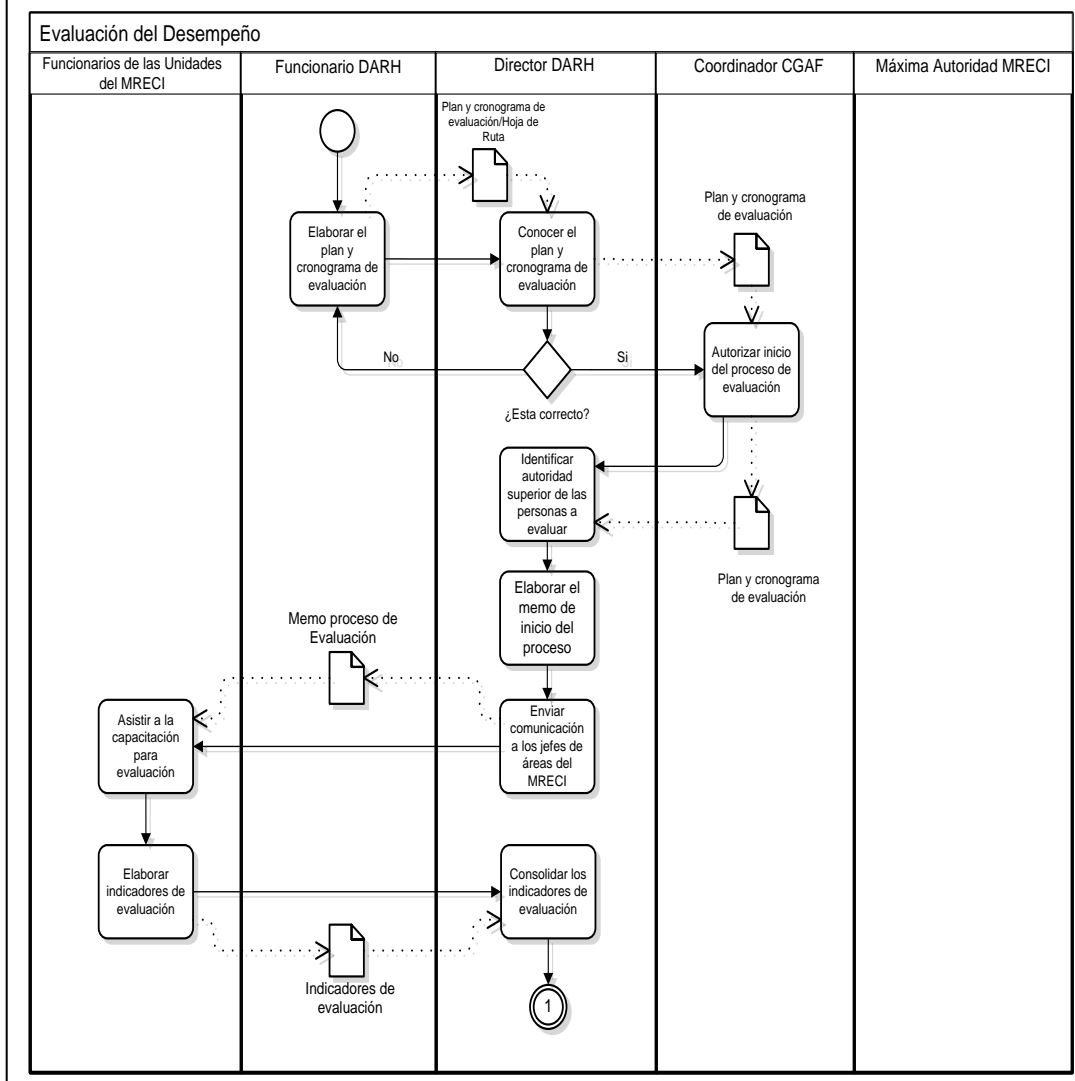 Evaluación del Desempeño
Funcionarios de las Unidades
del MRECI
Funcionario DARH
Director DARH
Coordinador CGAF
Máxima Autoridad MRECI
Plan y cronograma de
evaluación/Hoja de
Ruta
Elaborar el
plan y
cronograma de
evaluación
Conocer el
plan y
cronograma de
evaluación
Plan y cronograma
de evaluación
No
Si
¿Esta correcto?
Autorizar inicio
del proceso de
evaluación
Identificar
autoridad
superior de las
personas a
evaluar
Plan y cronograma
de evaluación
Elaborar el
memo de
inicio del
proceso
Memo proceso de
Evaluación
Asistir a la
capacitación
para
evaluación
Enviar
comunicación
a los jefes de
áreas del
MRECI
Elaborar
indicadores de
evaluación
Consolidar los
indicadores de
evaluación
Indicadores de
evaluación
1